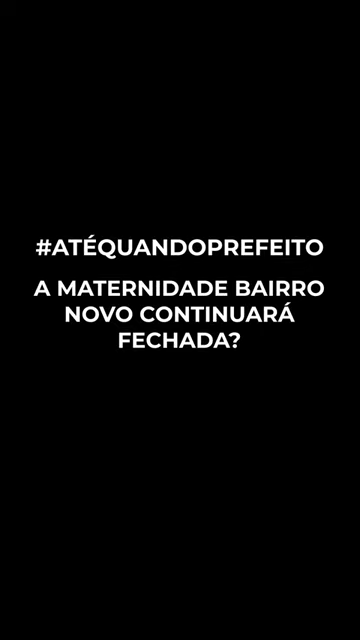 #ATÉQUANDOPREFEITO
A MATERNIDADE BAIRRO
NOVO CONTINUARÁ
FECHADA?